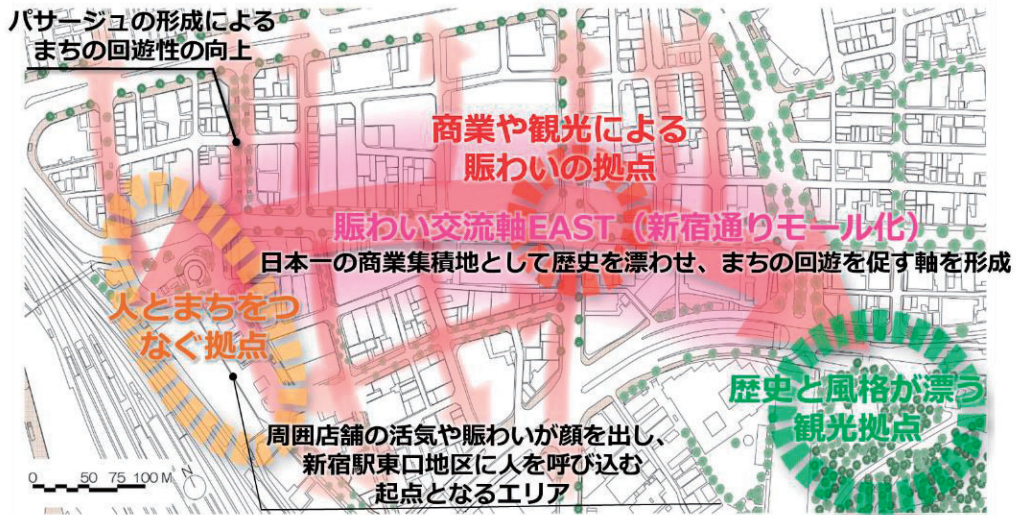 パサージュの形成による
まちの回遊性の向上
商業や観光による
賑わいの拠点
賑わい交流軸EAST（新宿通りモール化）
日本一の商業集積地として歴史を漂わせ、まちの回遊を促す軸を形成
人とまちをつ
なぐ拠点
歴史と風格が漂う
観光拠点
周囲店舗の活気や賑わいが顔を出し、
新宿駅東口地区に人を呼び込む
起点となるエリア
0 50 75 100 M
N